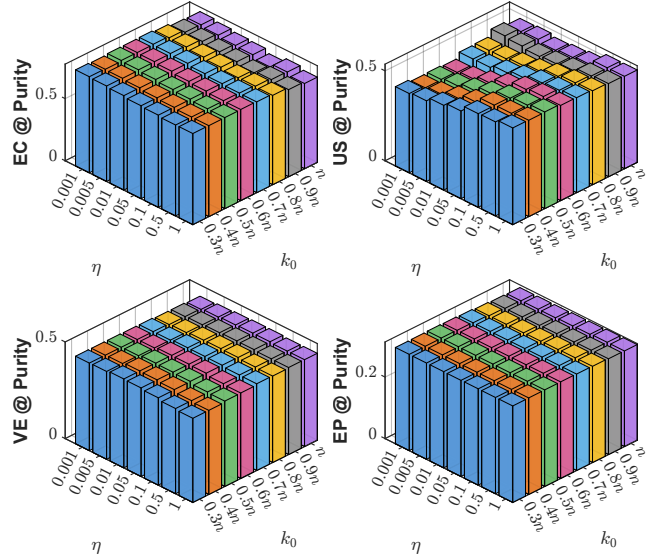 EC @ Purity
0.5
0
0.001
0.005
0.01
0.05
0.1
0.5
1
η
0.3n
0.4n
0.5n
0.6n
0.7n
0.8n
0.9n
n
k₀
US @ Purity
0.5
0
0.001
0.005
0.01
0.05
0.1
0.5
1
η
0.3n
0.4n
0.5n
0.6n
0.7n
0.8n
0.9n
n
k₀
VE @ Purity
0.5
0
0.001
0.005
0.01
0.05
0.1
0.5
1
η
0.3n
0.4n
0.5n
0.6n
0.7n
0.8n
0.9n
n
k₀
EP @ Purity
0.2
0
0.001
0.005
0.01
0.05
0.1
0.5
1
η
0.3n
0.4n
0.5n
0.6n
0.7n
0.8n
0.9n
n
k₀